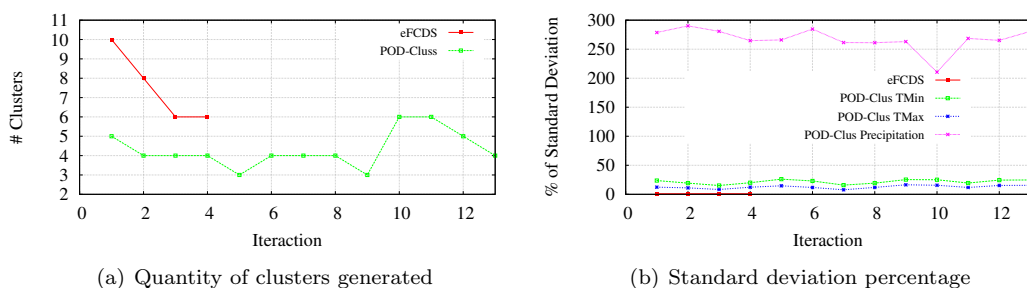 11
10
9
8
7
6
5
4
3
2
# Clusters
0 2 4 6 8 10 12
Iteraction
eFCDS
POD-Cluss
(a) Quantity of clusters generated
300
250
200
150
100
50
0
% of Standard Deviation
0 2 4 6 8 10 12
Iteraction
eFCDS
POD-Clus TMin
POD-Clus TMax
POD-Clus Precipitation
(b) Standard deviation percentage